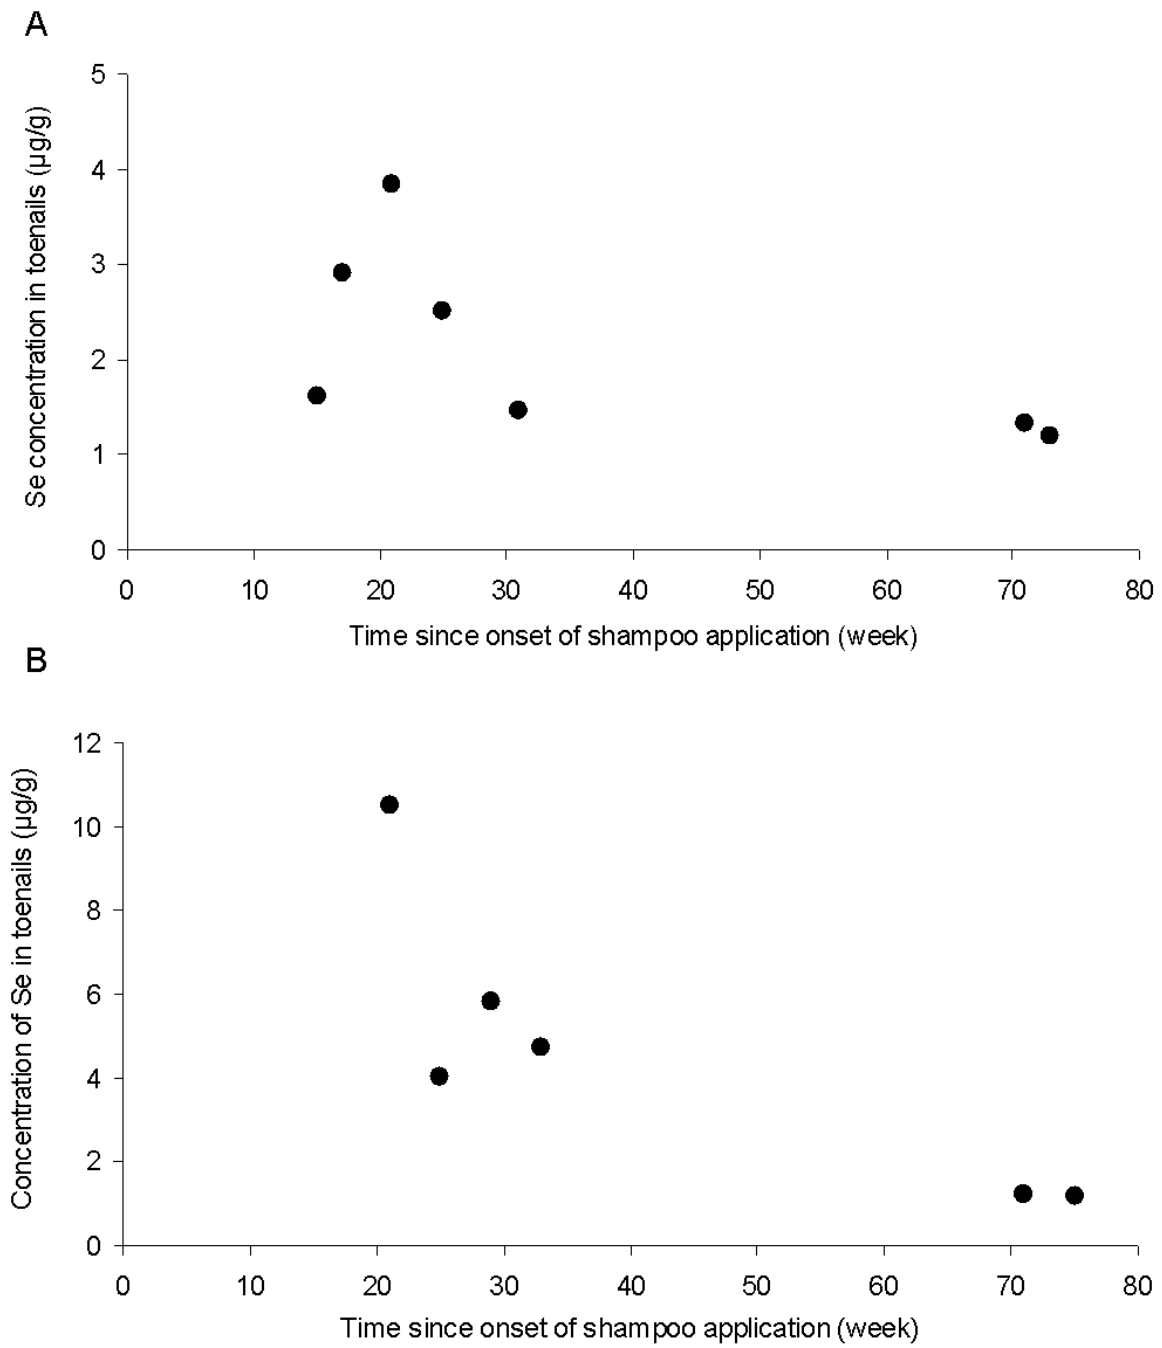 A
5
4
3
2
1
0
0 10 20 30 40 50 60 70 80
Se concentration in toenails (µg/g)
Time since onset of shampoo application (week)
B
12
10
8
6
4
2
0
0 10 20 30 40 50 60 70 80
Concentration of Se in toenails (µg/g)
Time since onset of shampoo application (week)